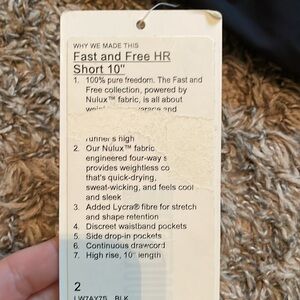 WHY WE MADE THIS
Fast and Free HR
Short 10"
1. 100% pure freedom. The Fast and
Free collection, powered by
Nulux™ fabric, is all about
runners high
2. Our Nulux™ fabric
engineered four-way s
provides weightless co
that's quick-drying,
sweat-wicking, and feels cool
and sleek
3. Added Lycra® fibre for stretch
and shape retention
4. Discreet waistband pockets
5. Side drop-in pockets
6. Continuous drawcord
7. High rise, 10" length
2
LW7AX7S BLK